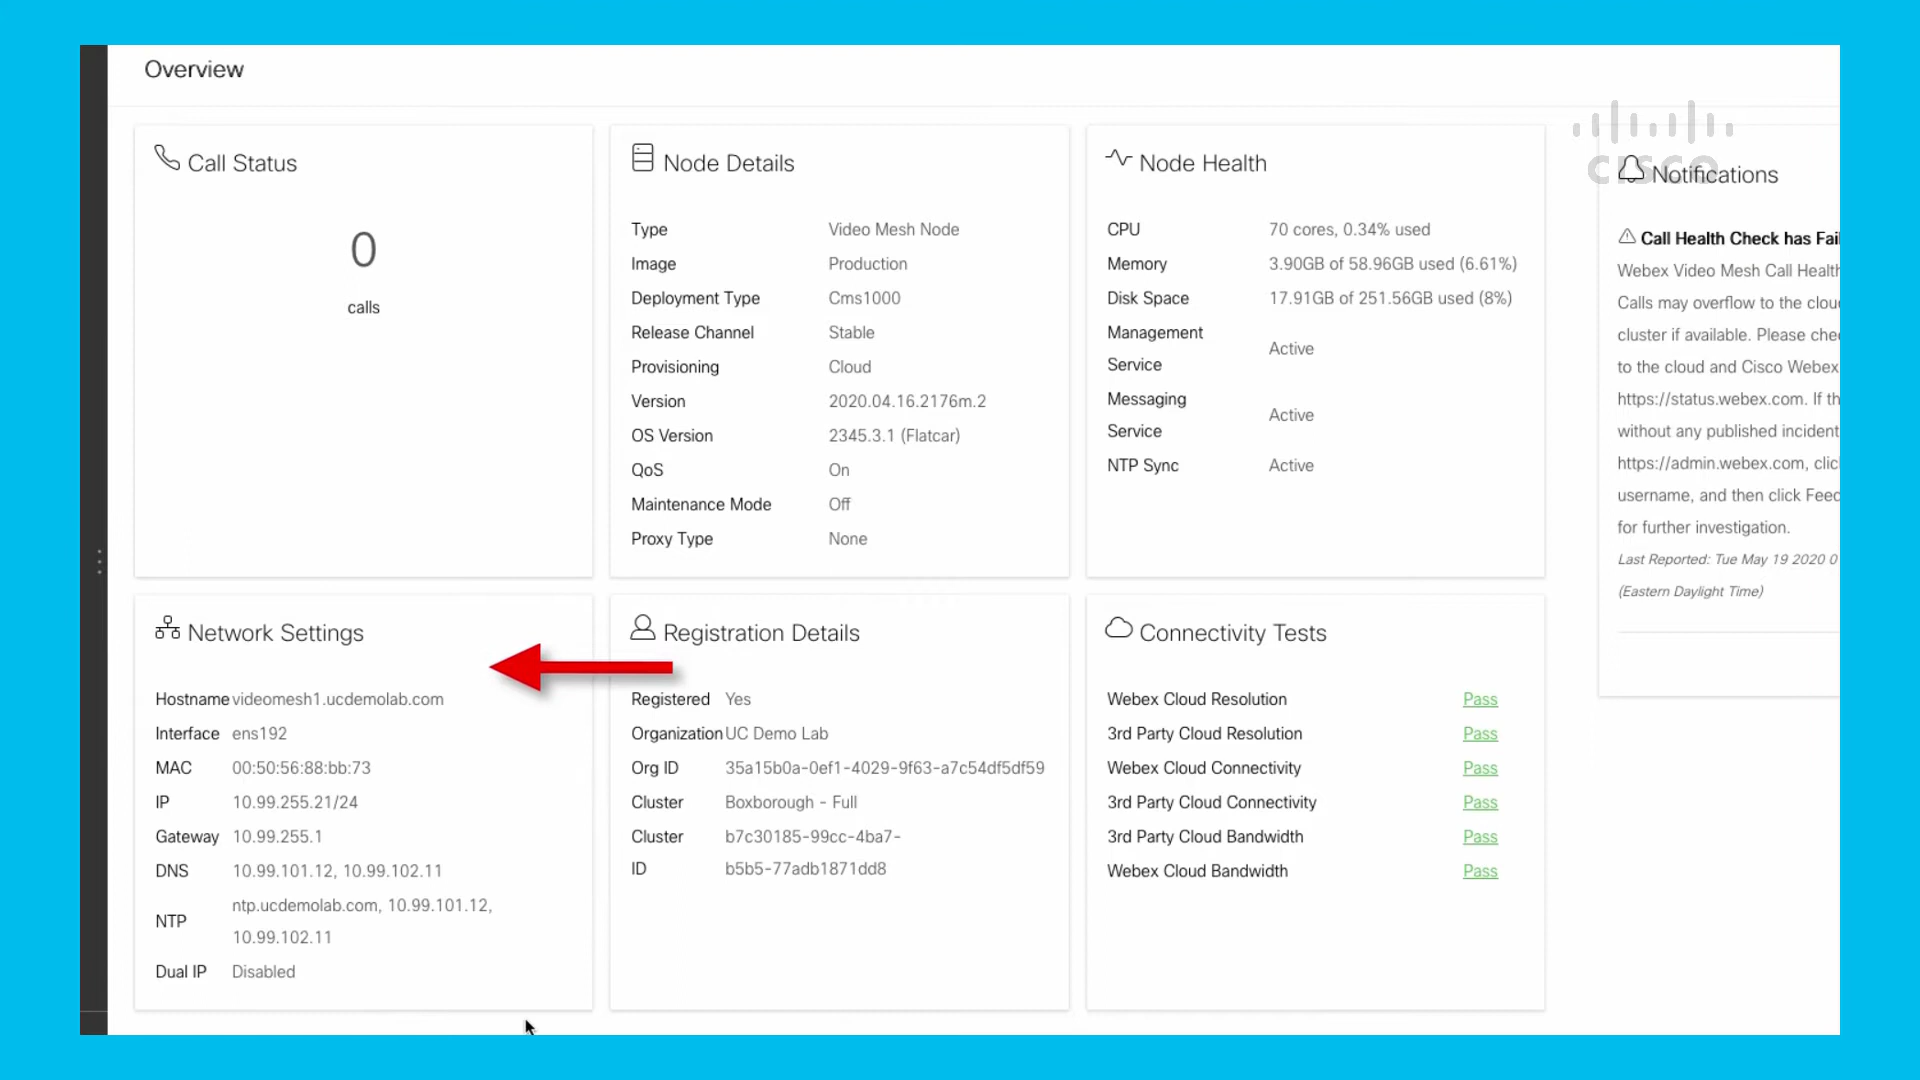 Overview
CISCO
Call Status
0
calls
Node Details
Type Video Mesh Node
Image Production
Deployment Type Cms1000
Release Channel Stable
Provisioning Cloud
Version 2020.04.16.2176m.2
OS Version 2345.3.1 (Flatcar)
QoS On
Maintenance Mode Off
Proxy Type None
Node Health
CPU 70 cores, 0.34% used
Memory 3.90GB of 58.96GB used (6.61%)
Disk Space 17.91GB of 251.56GB used (8%)
Management
Service Active
Messaging
Service Active
NTP Sync Active
Notifications
Call Health Check has Fai
Webex Video Mesh Call Health
Calls may overflow to the clou
cluster if available. Please che
to the cloud and Cisco Webex
https://status.webex.com. If th
without any published incident
https://admin.webex.com, clic
username, and then click Feed
for further investigation.
Last Reported: Tue May 19 2020 0
(Eastern Daylight Time)
Network Settings
Hostname videomesh1.ucdemolab.com
Interface ens192
MAC 00:50:56:88:bb:73
IP 10.99.255.21/24
Gateway 10.99.255.1
DNS 10.99.101.12, 10.99.102.11
NTP ntp.ucdemolab.com, 10.99.101.12,
10.99.102.11
Dual IP Disabled
Registration Details
Registered Yes
Organization UC Demo Lab
Org ID 35a15b0a-0ef1-4029-9f63-a7c54df5df59
Cluster Boxborough - Full
Cluster b7c30185-99cc-4ba7-
ID b5b5-77adb1871dd8
Connectivity Tests
Webex Cloud Resolution Pass
3rd Party Cloud Resolution Pass
Webex Cloud Connectivity Pass
3rd Party Cloud Connectivity Pass
3rd Party Cloud Bandwidth Pass
Webex Cloud Bandwidth Pass